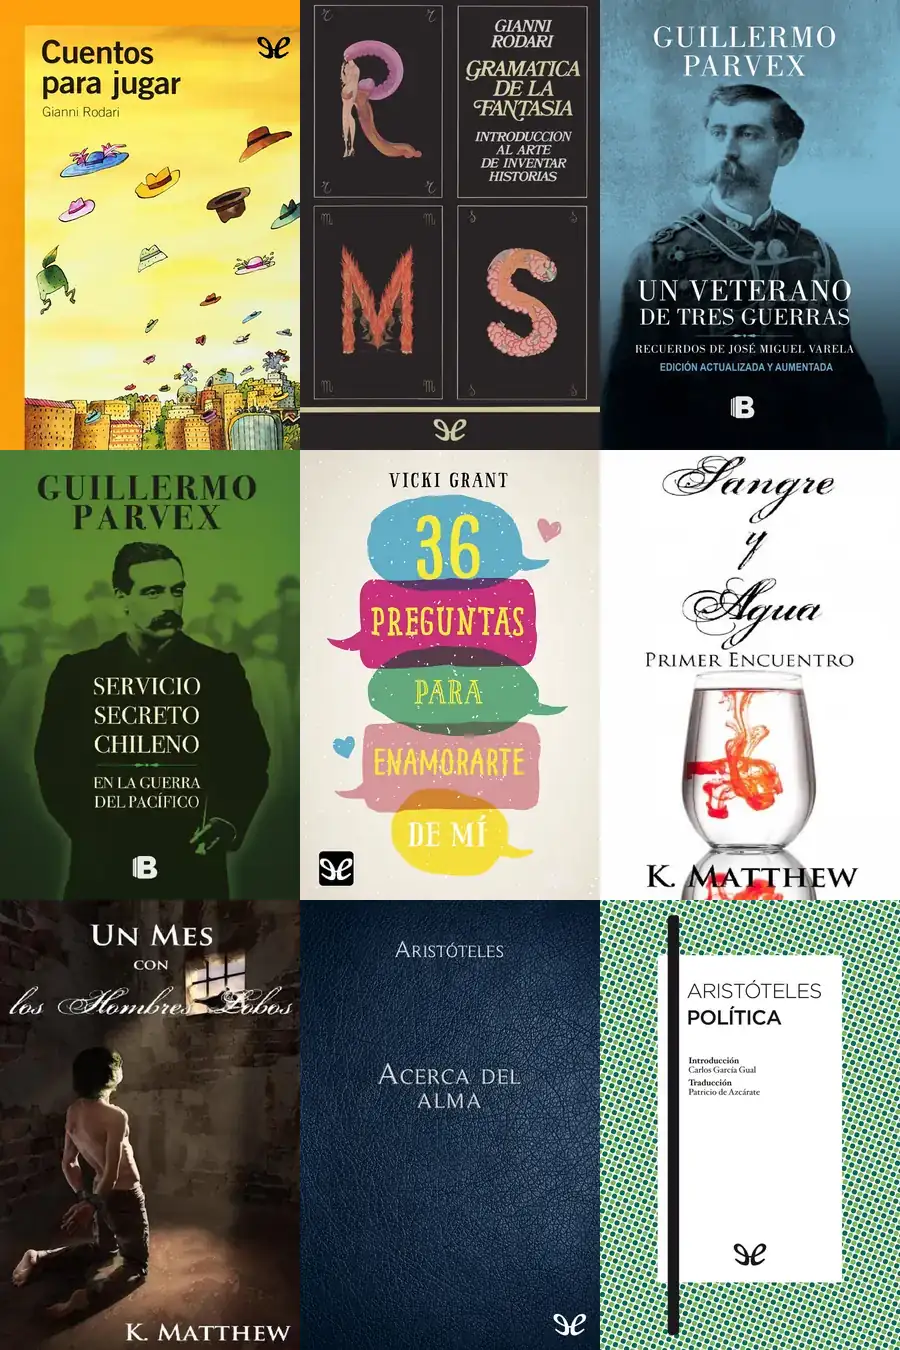 Cuentos
para jugar
Gianni Rodari
R
r
r
r
r
GIANNI
RODARI
GRAMATICA
DE LA
FANTASIA
INTRODUCCION
AL ARTE
DE INVENTAR
HISTORIAS
m
m
M
m
m
s
s
S
s
s
GUILLERMO
PARVEX
UN VETERANO
DE TRES GUERRAS
RECUERDOS DE JOSÉ MIGUEL VARELA
EDICIÓN ACTUALIZADA Y AUMENTADA
B
GUILLERMO
PARVEX
SERVICIO
SECRETO
CHILENO
EN LA GUERRA
DEL PACÍFICO
B
VICKI GRANT
36
PREGUNTAS
PARA
ENAMORARTE
DE MÍ
Sangre
y
Agua
PRIMER ENCUENTRO
K. MATTHEW
UN MES
CON
los Hombres Lobos
K. MATTHEW
ARISTÓTELES
ACERCA DEL
ALMA
ARISTÓTELES
POLÍTICA
Introducción
Carlos García Gual
Traducción
Patricio de Azcárate